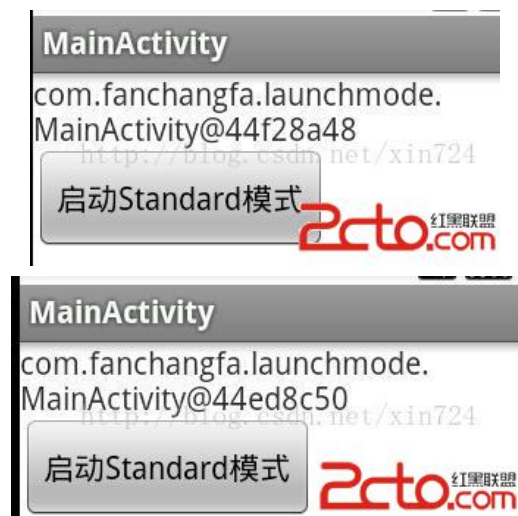 MainActivity
com.fanchangfa.launchmode.
MainActivity@44f28a48
http://blog.csdn.net/xin724
启动Standard模式
2cto.com
红黑联盟
MainActivity
com.fanchangfa.launchmode.
MainActivity@44ed8c50
http://blog.csdn.net/xin724
启动Standard模式
2cto.com
红黑联盟